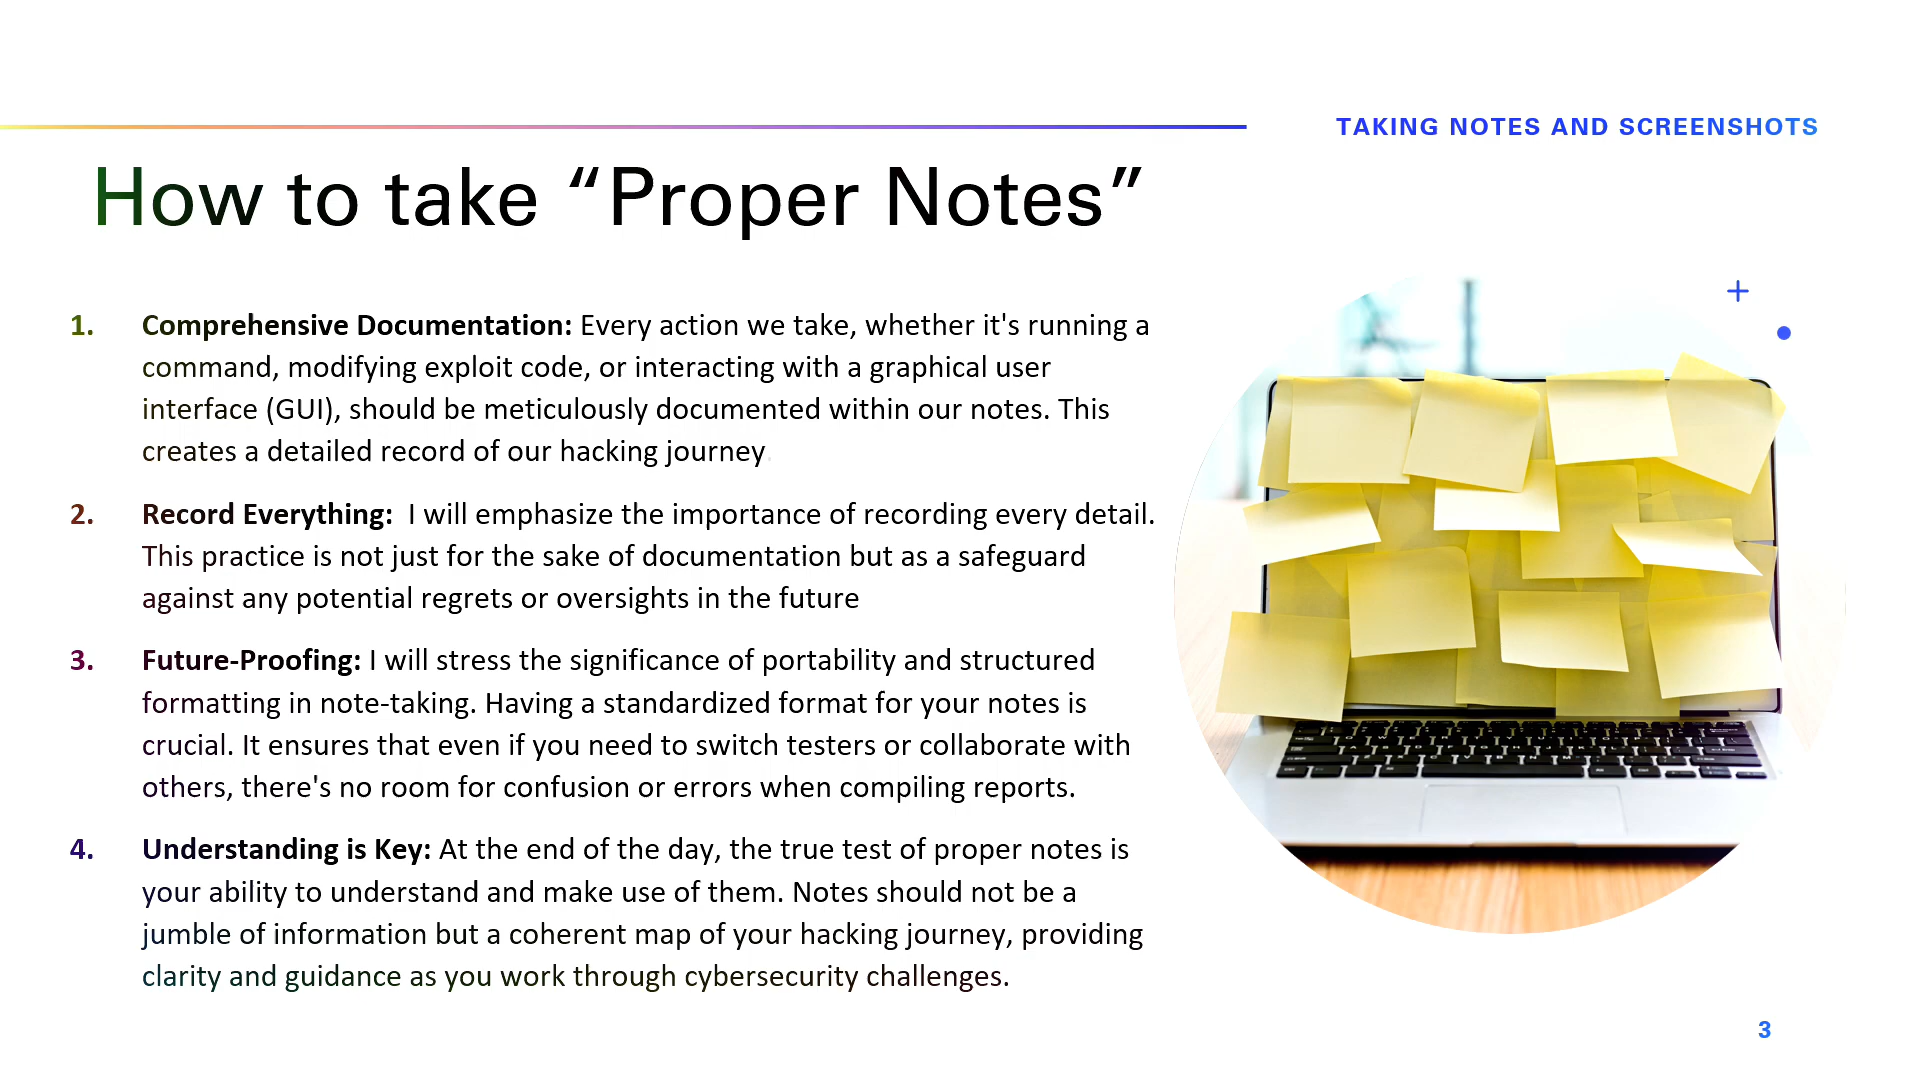 TAKING NOTES AND SCREENSHOTS
How to take “Proper Notes”
1. Comprehensive Documentation: Every action we take, whether it's running a
command, modifying exploit code, or interacting with a graphical user
interface (GUI), should be meticulously documented within our notes. This
creates a detailed record of our hacking journey.
2. Record Everything:  I will emphasize the importance of recording every detail.
This practice is not just for the sake of documentation but as a safeguard
against any potential regrets or oversights in the future
3. Future-Proofing: I will stress the significance of portability and structured
formatting in note-taking. Having a standardized format for your notes is
crucial. It ensures that even if you need to switch testers or collaborate with
others, there's no room for confusion or errors when compiling reports.
4. Understanding is Key: At the end of the day, the true test of proper notes is
your ability to understand and make use of them. Notes should not be a
jumble of information but a coherent map of your hacking journey, providing
clarity and guidance as you work through cybersecurity challenges.
3